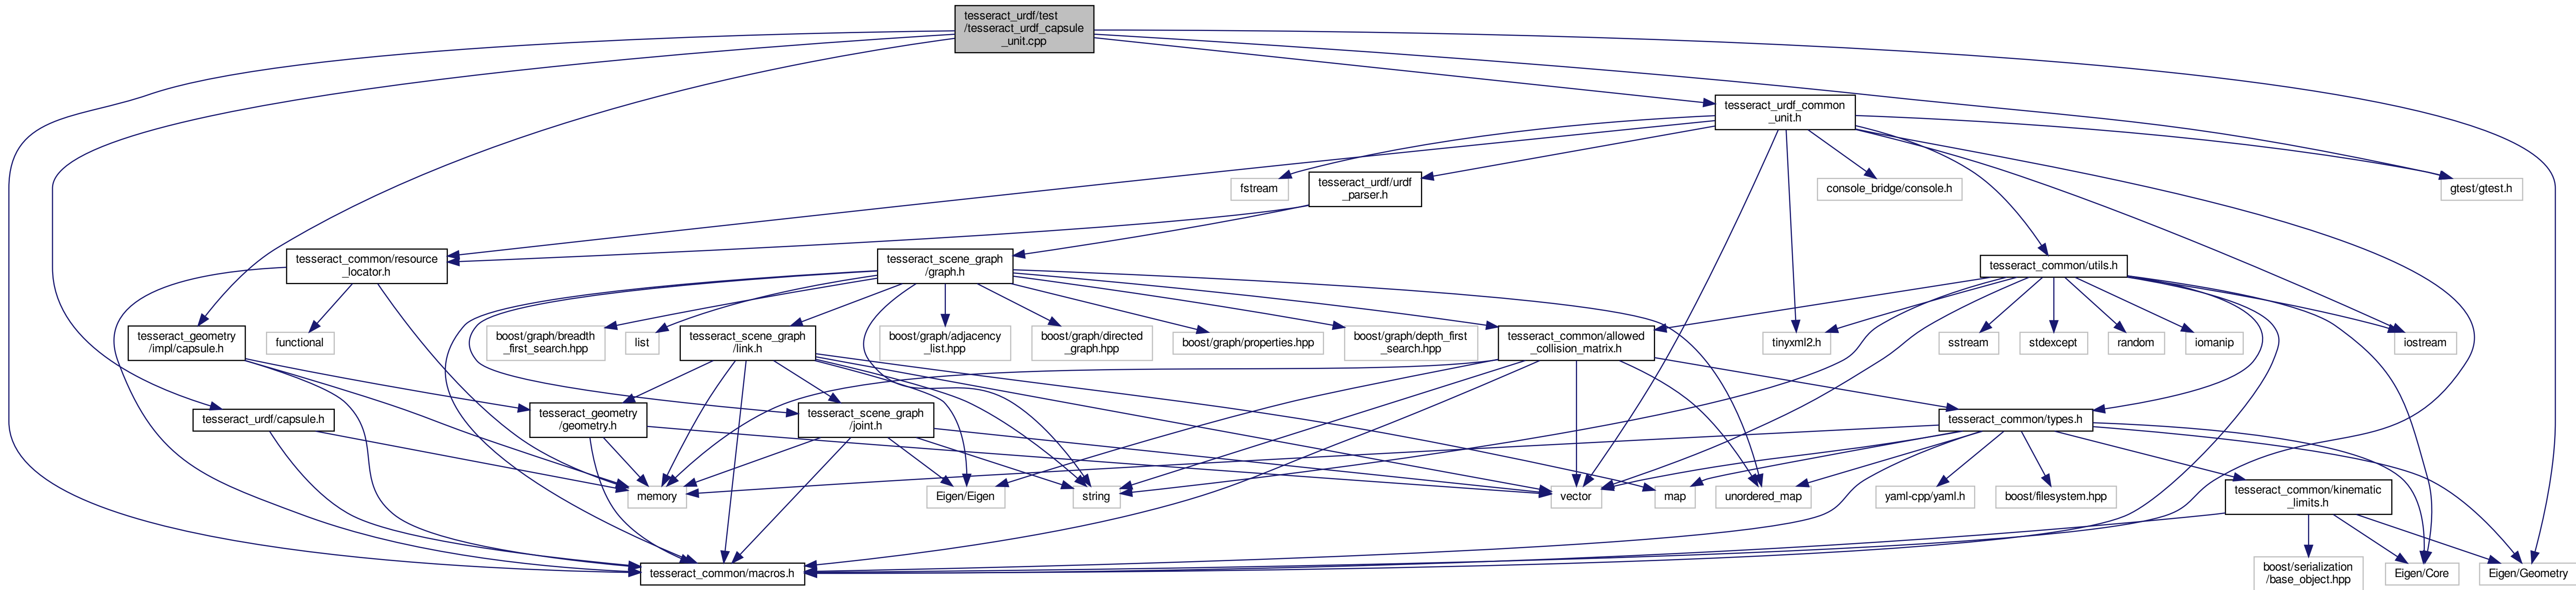 tesseract_urdf/test
/tesseract_urdf_capsule
_unit.cpp
tesseract_urdf_common
_unit.h
fstream
tesseract_urdf/urdf
_parser.h
console_bridge/console.h
gtest/gtest.h
tesseract_common/resource
_locator.h
tesseract_scene_graph
/graph.h
tesseract_common/utils.h
tesseract_geometry
/impl/capsule.h
functional
boost/graph/breadth
_first_search.hpp
list
tesseract_scene_graph
/link.h
boost/graph/adjacency
_list.hpp
boost/graph/directed
_graph.hpp
boost/graph/properties.hpp
boost/graph/depth_first
_search.hpp
tesseract_common/allowed
_collision_matrix.h
tinyxml2.h
sstream
stdexcept
random
iomanip
iostream
tesseract_urdf/capsule.h
tesseract_geometry
/geometry.h
tesseract_scene_graph
/joint.h
tesseract_common/types.h
memory
Eigen/Eigen
string
vector
map
unordered_map
yaml-cpp/yaml.h
boost/filesystem.hpp
tesseract_common/kinematic
_limits.h
tesseract_common/macros.h
boost/serialization
/base_object.hpp
Eigen/Core
Eigen/Geometry